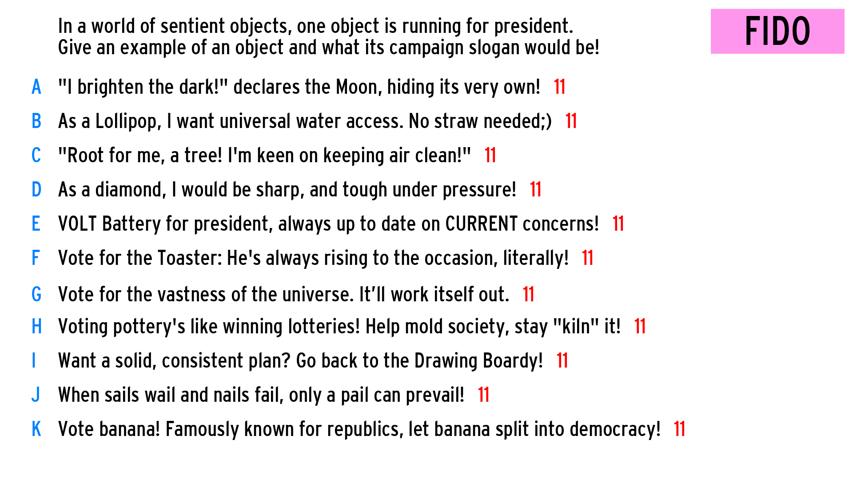 In a world of sentient objects, one object is running for president.
Give an example of an object and what its campaign slogan would be!
FIDO
A "I brighten the dark!" declares the Moon, hiding its very own! 11
B As a Lollipop, I want universal water access. No straw needed;) 11
C "Root for me, a tree! I'm keen on keeping air clean!" 11
D As a diamond, I would be sharp, and tough under pressure! 11
E VOLT Battery for president, always up to date on CURRENT concerns! 11
F Vote for the Toaster: He's always rising to the occasion, literally! 11
G Vote for the vastness of the universe. It’ll work itself out. 11
H Voting pottery's like winning lotteries! Help mold society, stay "kiln" it! 11
I Want a solid, consistent plan? Go back to the Drawing Boardy! 11
J When sails wail and nails fail, only a pail can prevail! 11
K Vote banana! Famously known for republics, let banana split into democracy! 11